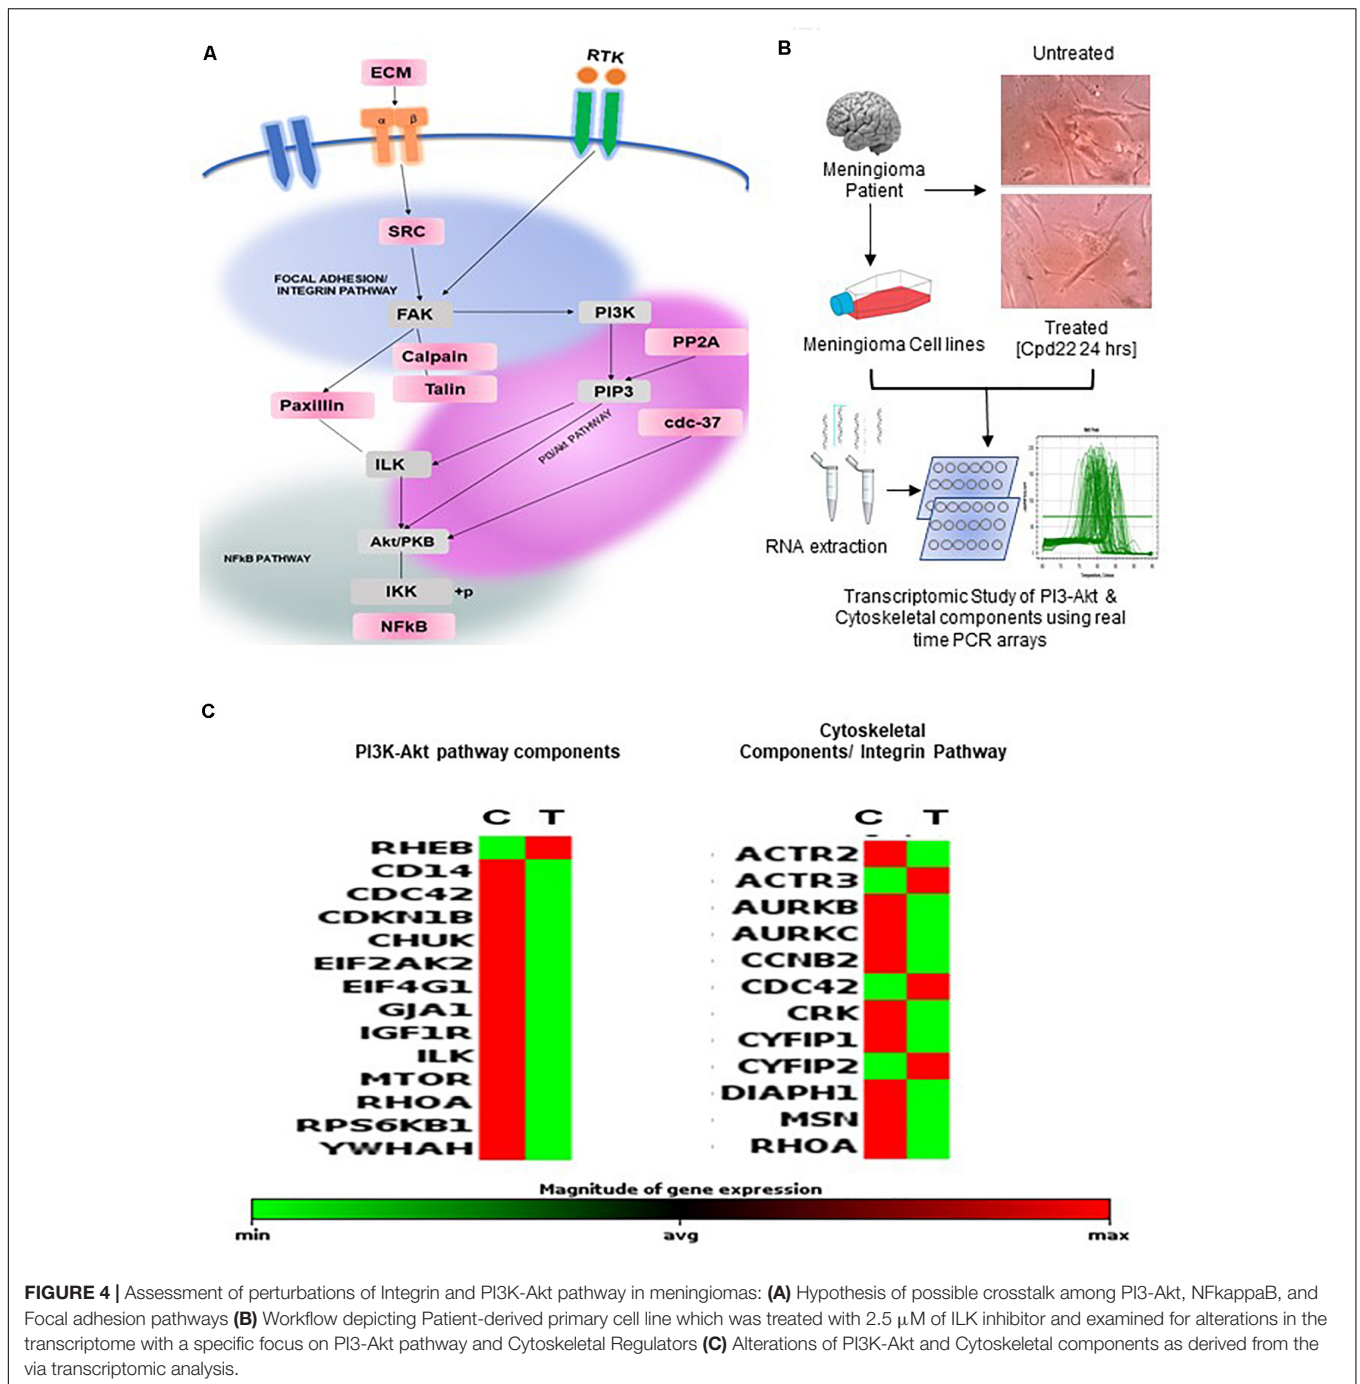 A
ECM
RTK
α β
SRC
FOCAL ADHESION/
INTEGRIN PATHWAY
FAK
PI3K
Calpain
PP2A
Talin
PIP3
Paxillin
cdc-37
PI3/Akt PATHWAY
ILK
Akt/PKB
NFkB PATHWAY
IKK +p
NFkB
B
Untreated
Meningioma
Patient
Meningioma Cell lines
Treated
[Cpd22 24 hrs]
RNA extraction
Transcriptomic Study of PI3-Akt &
Cytoskeletal components using real
time PCR arrays
C
PI3K-Akt pathway components
C T
RHEB
CD14
CDC42
CDKN1B
CHUK
EIF2AK2
EIF4G1
GJA1
IGF1R
ILK
MTOR
RHOA
RPS6KB1
YWHAH
Cytoskeletal
Components/ Integrin Pathway
C T
ACTR2
ACTR3
AURKB
AURKC
CCNB2
CDC42
CRK
CYFIP1
CYFIP2
DIAPH1
MSN
RHOA
Magnitude of gene expression
min avg max
FIGURE 4 | Assessment of perturbations of Integrin and PI3K-Akt pathway in meningiomas: (A) Hypothesis of possible crosstalk among PI3-Akt, NFkappaB, and
Focal adhesion pathways (B) Workflow depicting Patient-derived primary cell line which was treated with 2.5 μM of ILK inhibitor and examined for alterations in the
transcriptome with a specific focus on PI3-Akt pathway and Cytoskeletal Regulators (C) Alterations of PI3K-Akt and Cytoskeletal components as derived from the
via transcriptomic analysis.